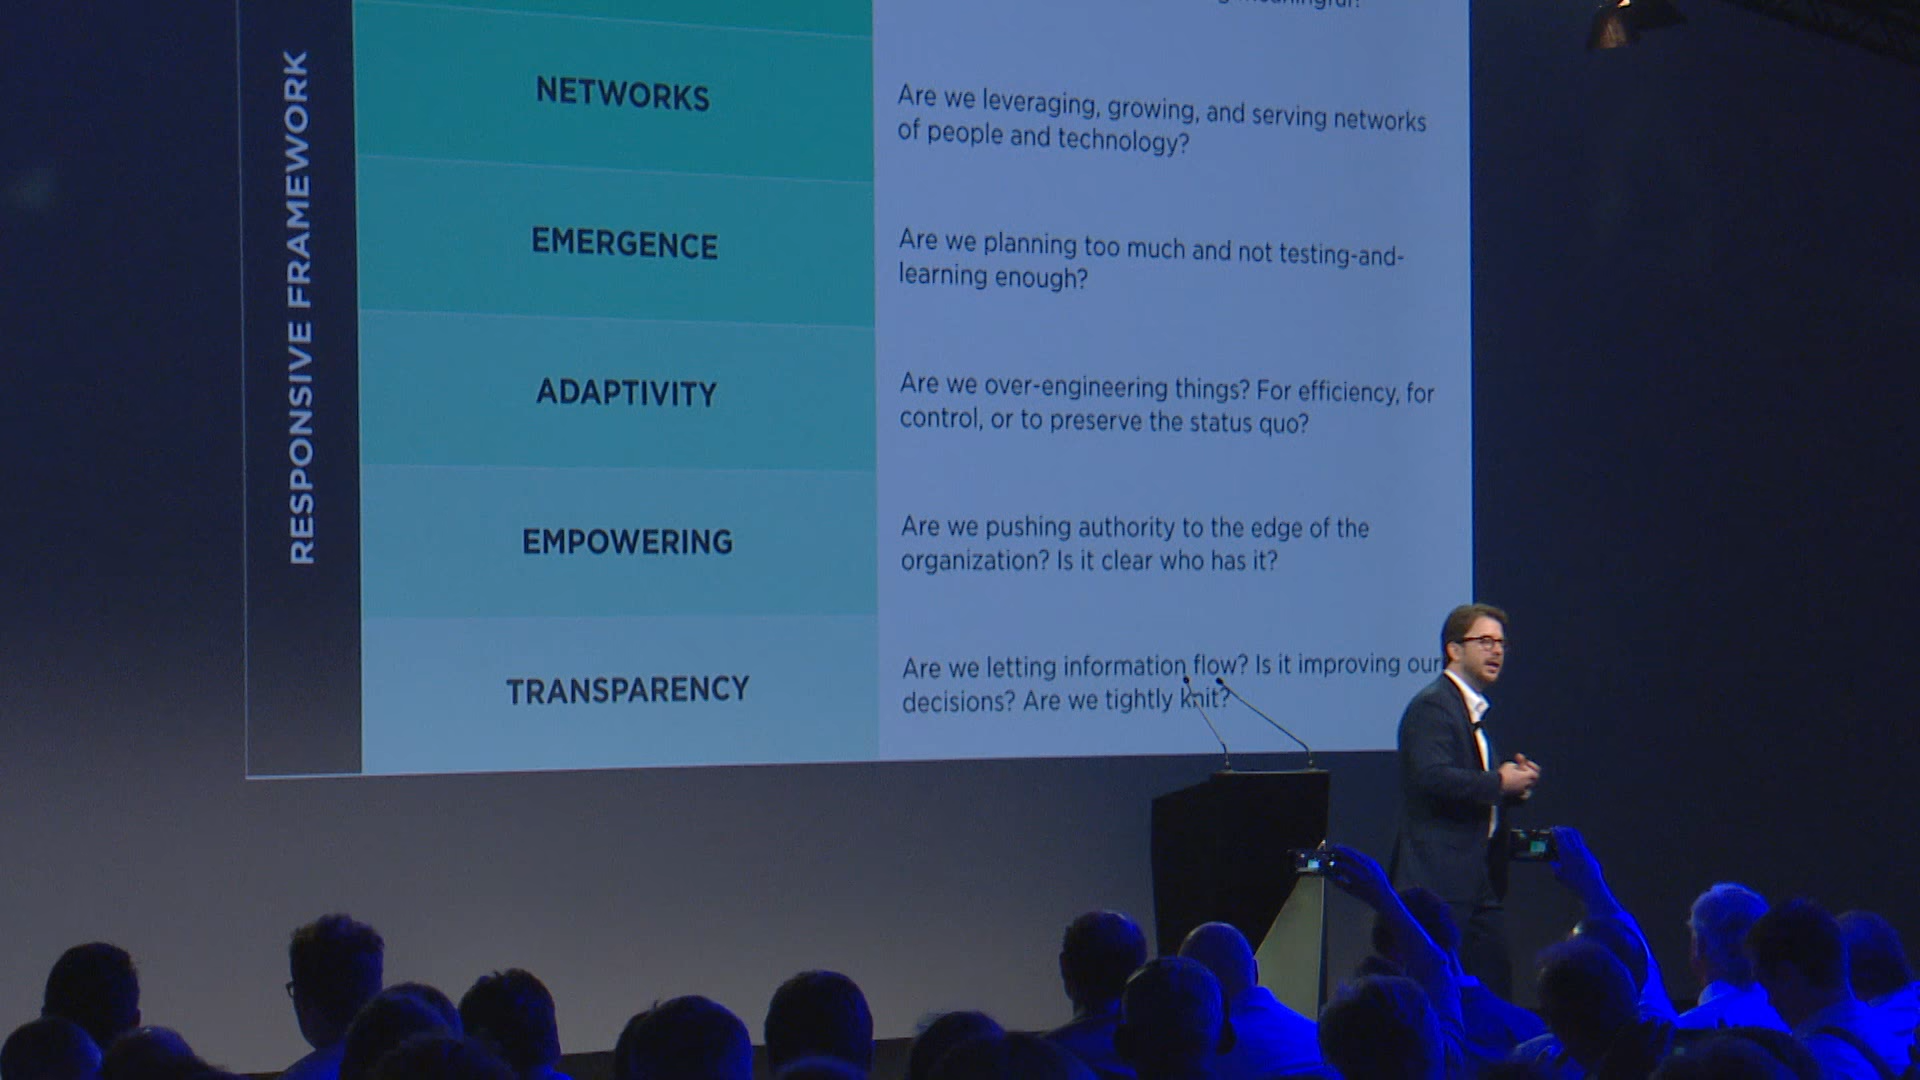 RESPONSIVE FRAMEWORK
NETWORKS
Are we leveraging, growing, and serving networks
of people and technology?
EMERGENCE
Are we planning too much and not testing-and-
learning enough?
ADAPTIVITY
Are we over-engineering things? For efficiency, for
control, or to preserve the status quo?
EMPOWERING
Are we pushing authority to the edge of the
organization? Is it clear who has it?
TRANSPARENCY
Are we letting information flow? Is it improving our
decisions? Are we tightly knit?